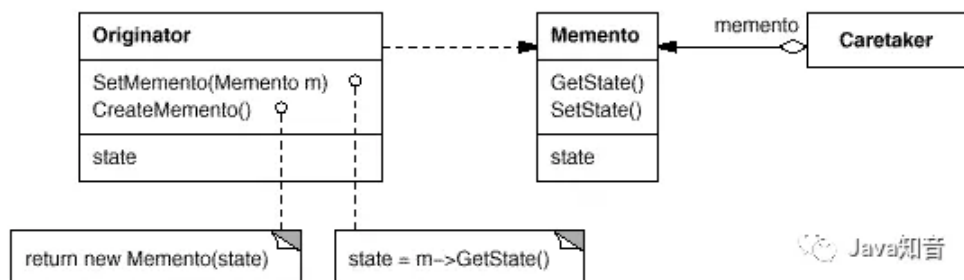 Originator
SetMemento(Memento m)
CreateMemento()
state
return new Memento(state)
state = m->GetState()
Memento
GetState()
SetState()
state
memento
Caretaker
Java知音